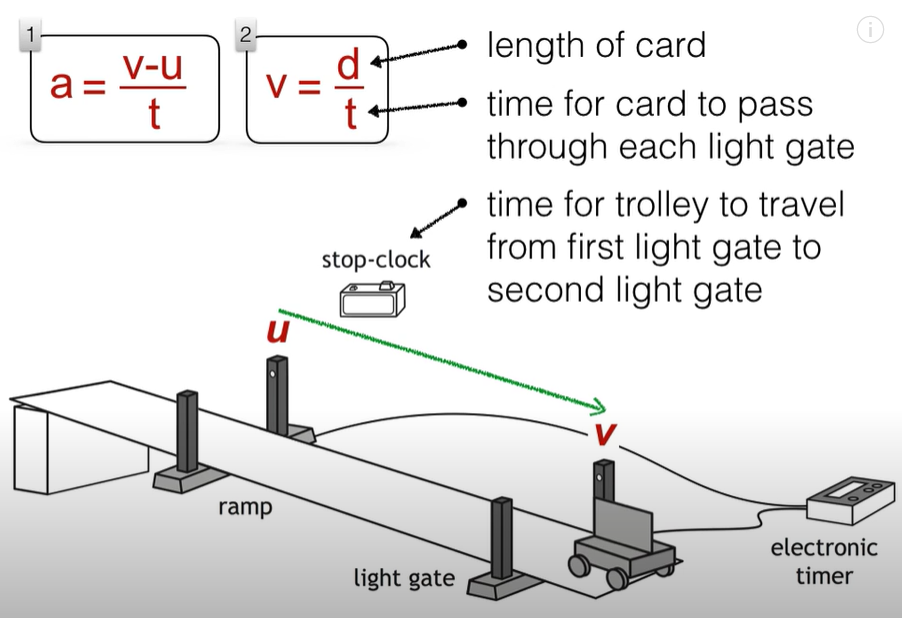 1
a = v-u / t
2
v = d / t
length of card
time for card to pass
through each light gate
time for trolley to travel
from first light gate to
second light gate
stop-clock
u
v
ramp
light gate
electronic
timer
i